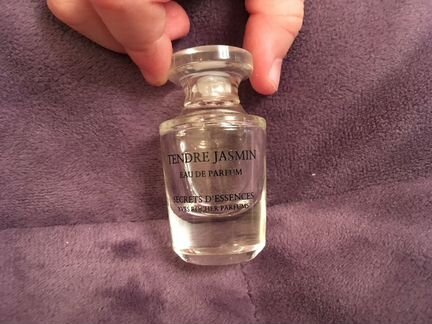 TENDRE JASMIN
EAU DE PARFUM
SECRETS D'ESSENCES
YVES ROCHER PARFUMS